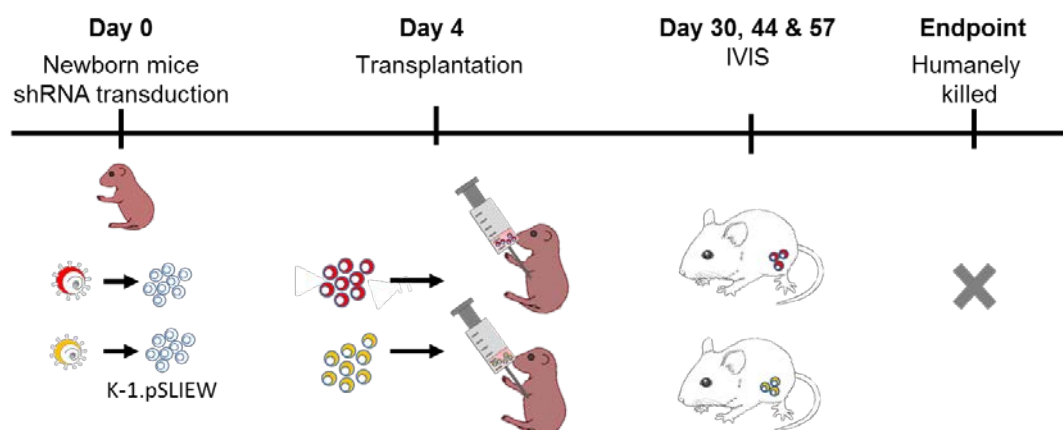 Day 0
Newborn mice
shRNA transduction
Day 4
Transplantation
Day 30, 44 & 57
IVIS
Endpoint
Humanely
killed
K-1.pSLIEW